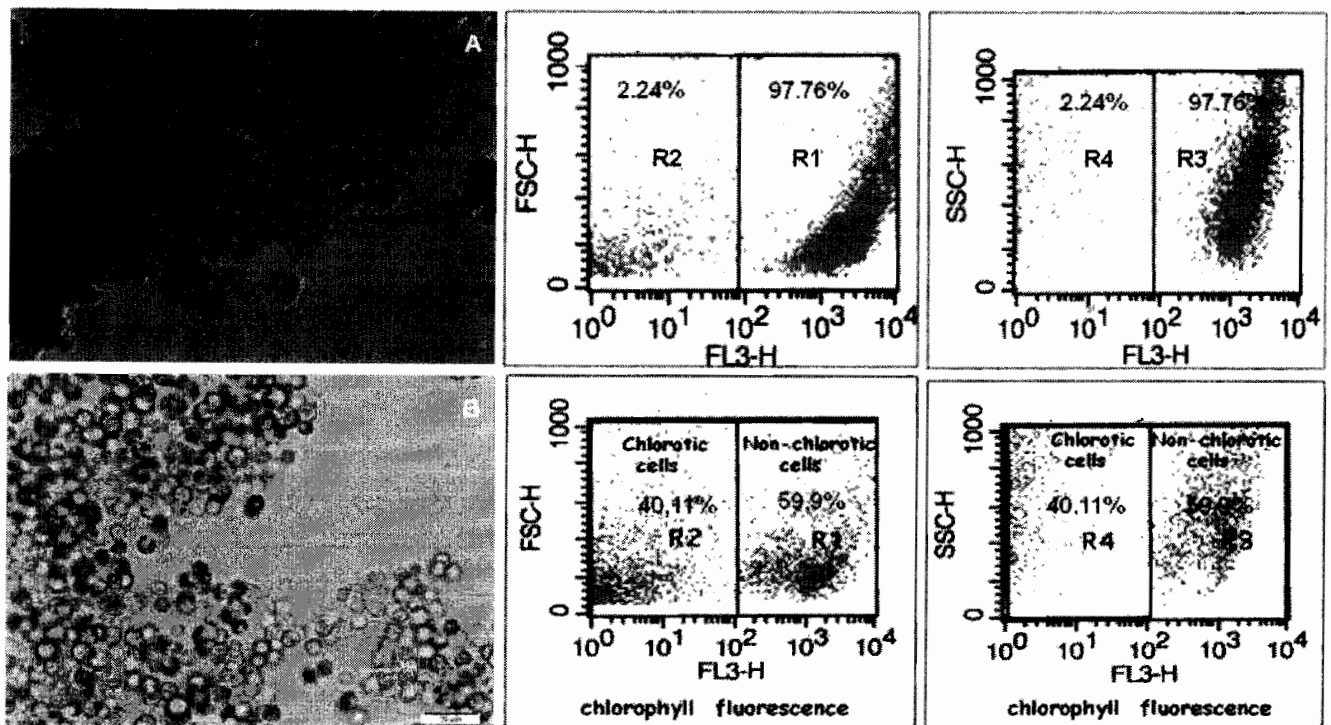 A
FSC-H
1000
0
2.24%
97.76%
R2
R1
10^0 10^1 10^2 10^3 10^4
FL3-H
SSC-H
1000
0
2.24%
97.76%
R4
R3
10^0 10^1 10^2 10^3 10^4
FL3-H
B
FSC-H
1000
0
Chlorotic
cells
Non-chlorotic
cells
40,11%
59,9%
R2
10^0 10^1 10^2 10^3 10^4
FL3-H
chlorophyll fluorescence
SSC-H
1000
0
Chlorotic
cells
Non-chlorotic
cells
40,11%
R4
10^0 10^1 10^2 10^3 10^4
FL3-H
chlorophyll fluorescence